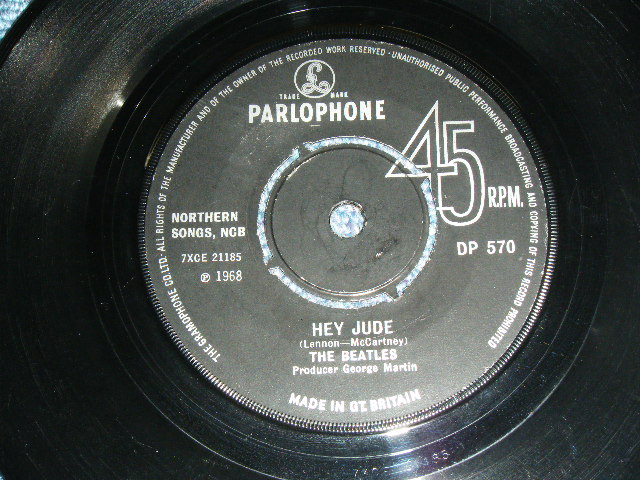 THE GRAMOPHONE CO.LTD. ALL RIGHTS OF THE MANUFACTURER AND OF THE OWNER OF THE RECORDED WORK RESERVED · UNAUTHORISED PUBLIC PERFORMANCE BROADCASTING AND COPYING OF THIS RECORD PROHIBITED
£
TRADE MARK
PARLOPHONE
45
R.P.M.
NORTHERN
SONGS, NCB
DP 570
7XCE 21185
℗ 1968
HEY JUDE
(Lennon—McCartney)
THE BEATLES
Producer George Martin
MADE IN GT. BRITAIN